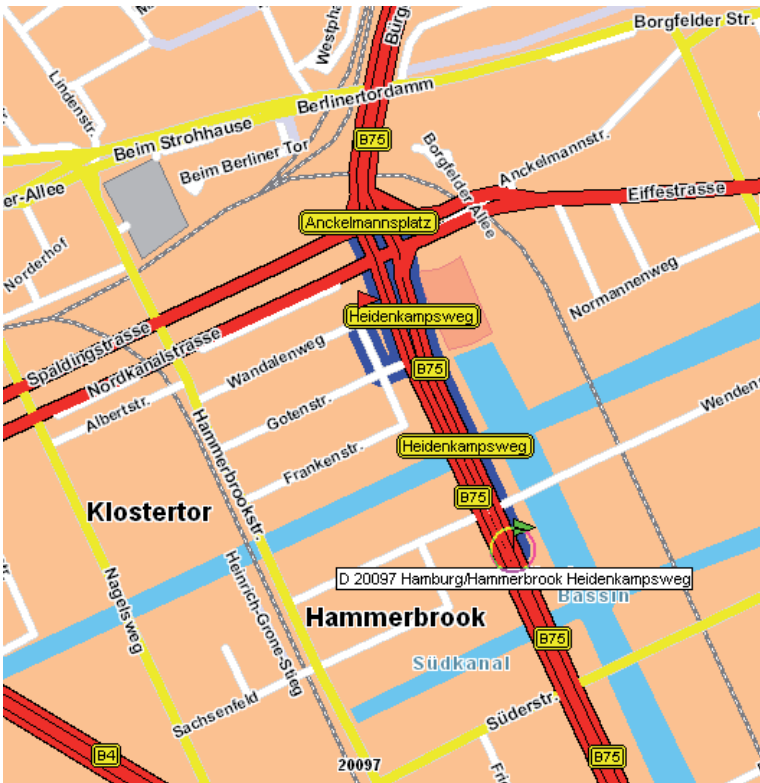 Borgfelder Str.
Westpha
Bürg
Lindenstr.
Berlinertordamm
Beim Strohhause
B75
Beim Berliner Tor
Borgfelder Allee
Anckelmannstr.
er-Allee
Eiffestrasse
Anckelmannsplatz
Norderhof
Normannenweg
Heidenkampsweg
Spaldingstrasse
Nordkanalstrasse
Wandalenweg
B75
Albertstr.
Gotenstr.
Wendens
Hammerbrookstr.
Frankenstr.
Heidenkampsweg
B75
Klostertor
D 20097 Hamburg/Hammerbrook Heidenkampsweg
Bassin
Nagelsweg
Heinrich-Grone-Stieg
Hammerbrook
B75
Südkanal
Sachsenfeld
Süderstr.
B4
20097
B75